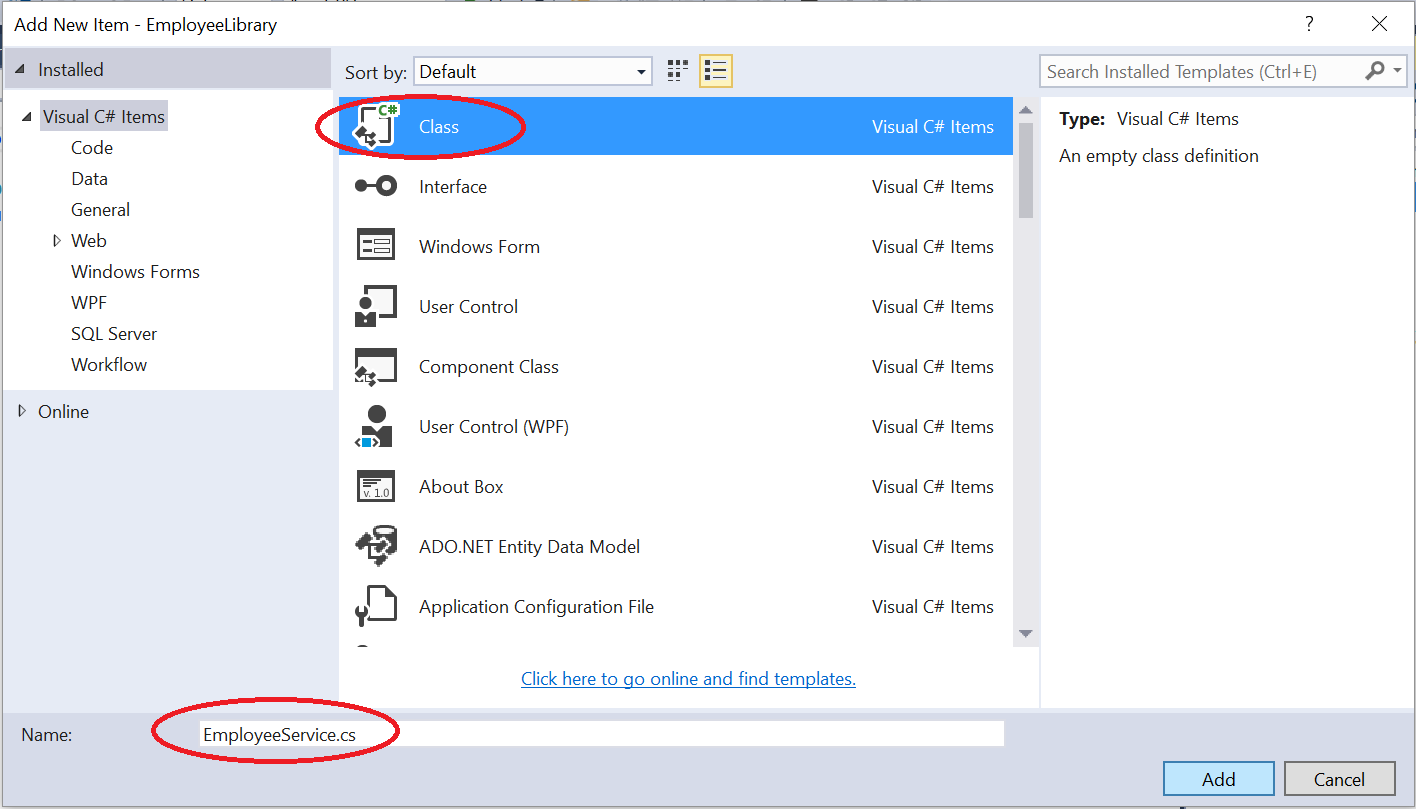 Add New Item - EmployeeLibrary
?
Installed
Sort by: Default
Search Installed Templates (Ctrl+E)
Visual C# Items
Code
Data
General
Web
Windows Forms
WPF
SQL Server
Workflow
Online
C#
Class Visual C# Items
Interface Visual C# Items
Windows Form Visual C# Items
User Control Visual C# Items
Component Class Visual C# Items
User Control (WPF) Visual C# Items
v. 1.0
About Box Visual C# Items
ADO.NET Entity Data Model Visual C# Items
Application Configuration File Visual C# Items
Click here to go online and find templates.
Type: Visual C# Items
An empty class definition
Name: EmployeeService.cs
Add Cancel